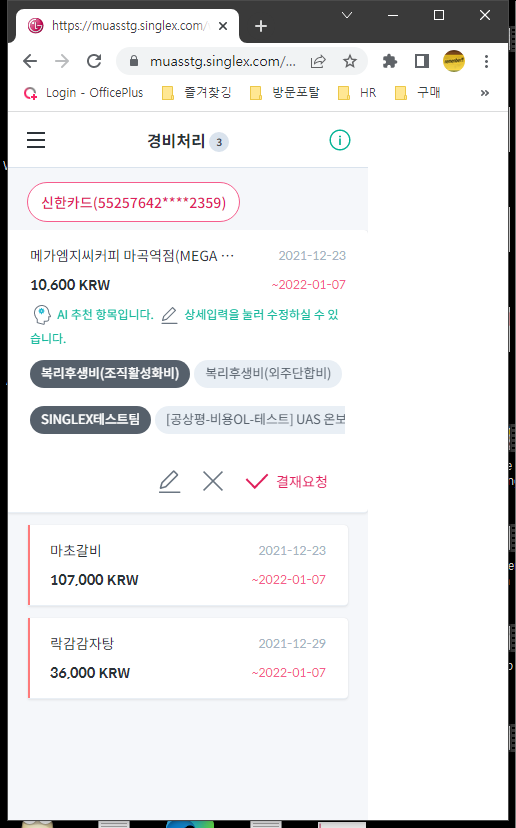 https://muasstg.singlex.com/
muasstg.singlex.com/...
Login - OfficePlus 즐겨찾깅 방문포탈 HR 구매 »
경비처리 3
신한카드(55257642****2359)
메가엠지씨커피 마곡역점(MEGA ··· 2021-12-23
10,600 KRW ~2022-01-07
AI 추천 항목입니다. 상세입력을 눌러 수정하실 수 있
습니다.
복리후생비(조직활성화비) 복리후생비(외주단합비)
SINGLEX테스트팀 [공상평-비용OL-테스트] UAS 온보
결재요청
마초갈비 2021-12-23
107,000 KRW ~2022-01-07
락감감자탕 2021-12-29
36,000 KRW ~2022-01-07